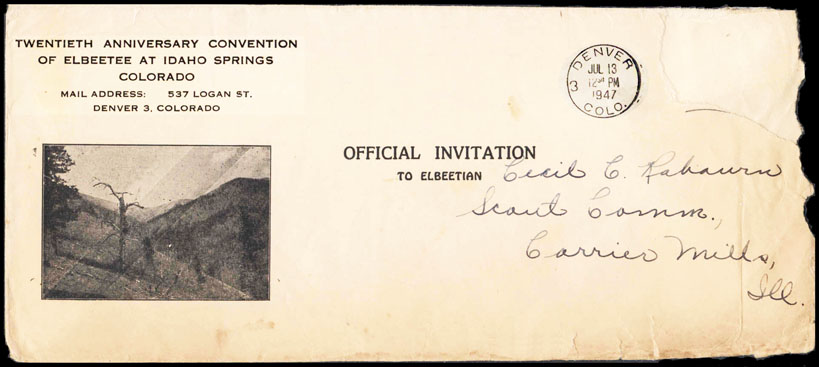 TWENTIETH ANNIVERSARY CONVENTION
OF ELBEETEE AT IDAHO SPRINGS
COLORADO
MAIL ADDRESS: 537 LOGAN ST.
DENVER 3, COLORADO
DENVER
3
JUL 13
PM
1947
COLO.
OFFICIAL INVITATION
TO ELBEETIAN Cecil C. Rabourn
Scout Comm.,
Carrier Mills,
Ill.